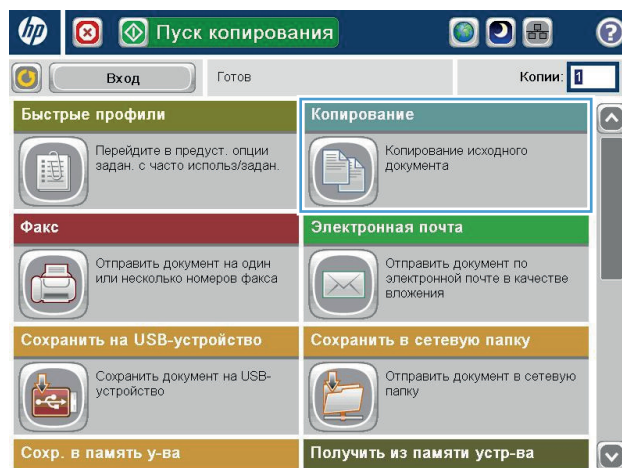 hp
Пуск копирования
?
Вход
Готов
Копии: 1
Быстрые профили
Перейдите в предуст. опции
задан. с часто использ/задан.
Копирование
Копирование исходного
документа
Факс
Отправить документ на один
или несколько номеров факса
Электронная почта
Отправить документ по
электронной почте в качестве
вложения
Сохранить на USB-устройство
Сохранить документ на USB-
устройство
Сохранить в сетевую папку
Отправить документ в сетевую
папку
Сохр. в память у-ва
Получить из памяти устр-ва